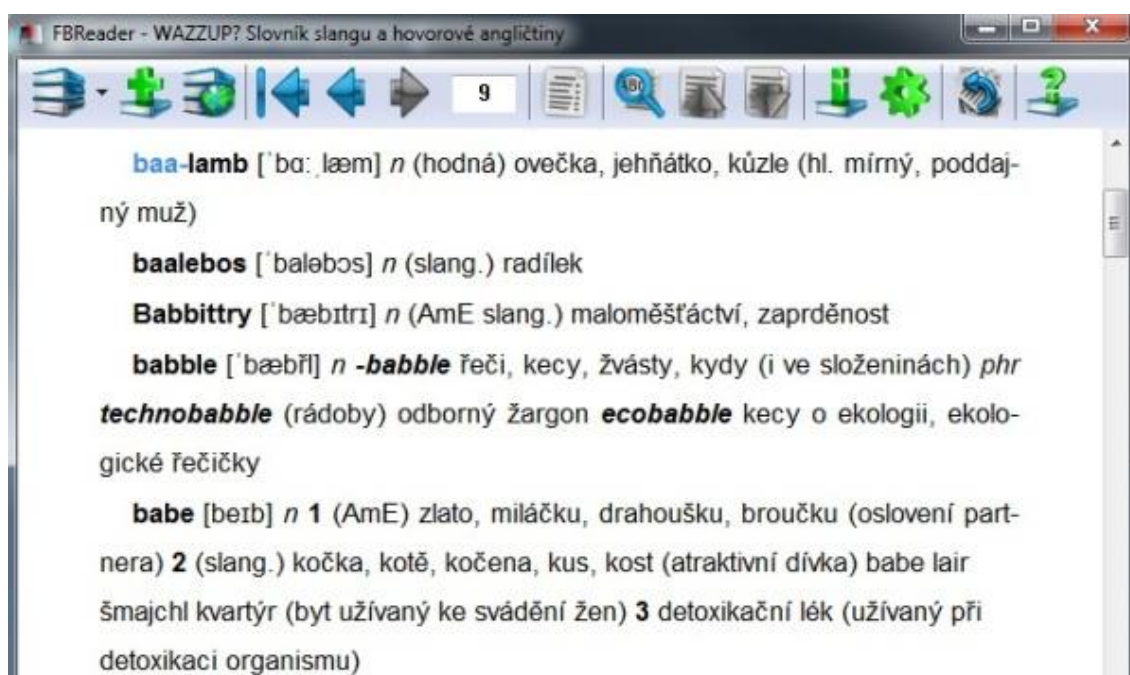 FBReader - WAZZUP? Slovník slangu a hovorové angličtiny
9
baa-lamb [ˈbɑːˌlæm] n (hodná) ovečka, jehňátko, kůzle (hl. mírný, poddaj-
ný muž)
baalebos [ˈbaləbɔs] n (slang.) radílek
Babbittry [ˈbæbɪtrɪ] n (AmE slang.) maloměšťáctví, zaprděnost
babble [ˈbæbřl] n -babble řeči, kecy, žvásty, kydy (i ve složeninách) phr
technobabble (rádoby) odborný žargon ecobabble kecy o ekologii, ekolo-
gické řečičky
babe [beɪb] n 1 (AmE) zlato, miláčku, drahoušku, broučku (oslovení part-
nera) 2 (slang.) kočka, kotě, kočena, kus, kost (atraktivní dívka) babe lair
šmajchl kvartýr (byt užívaný ke svádění žen) 3 detoxikační lék (užívaný při
detoxikaci organismu)